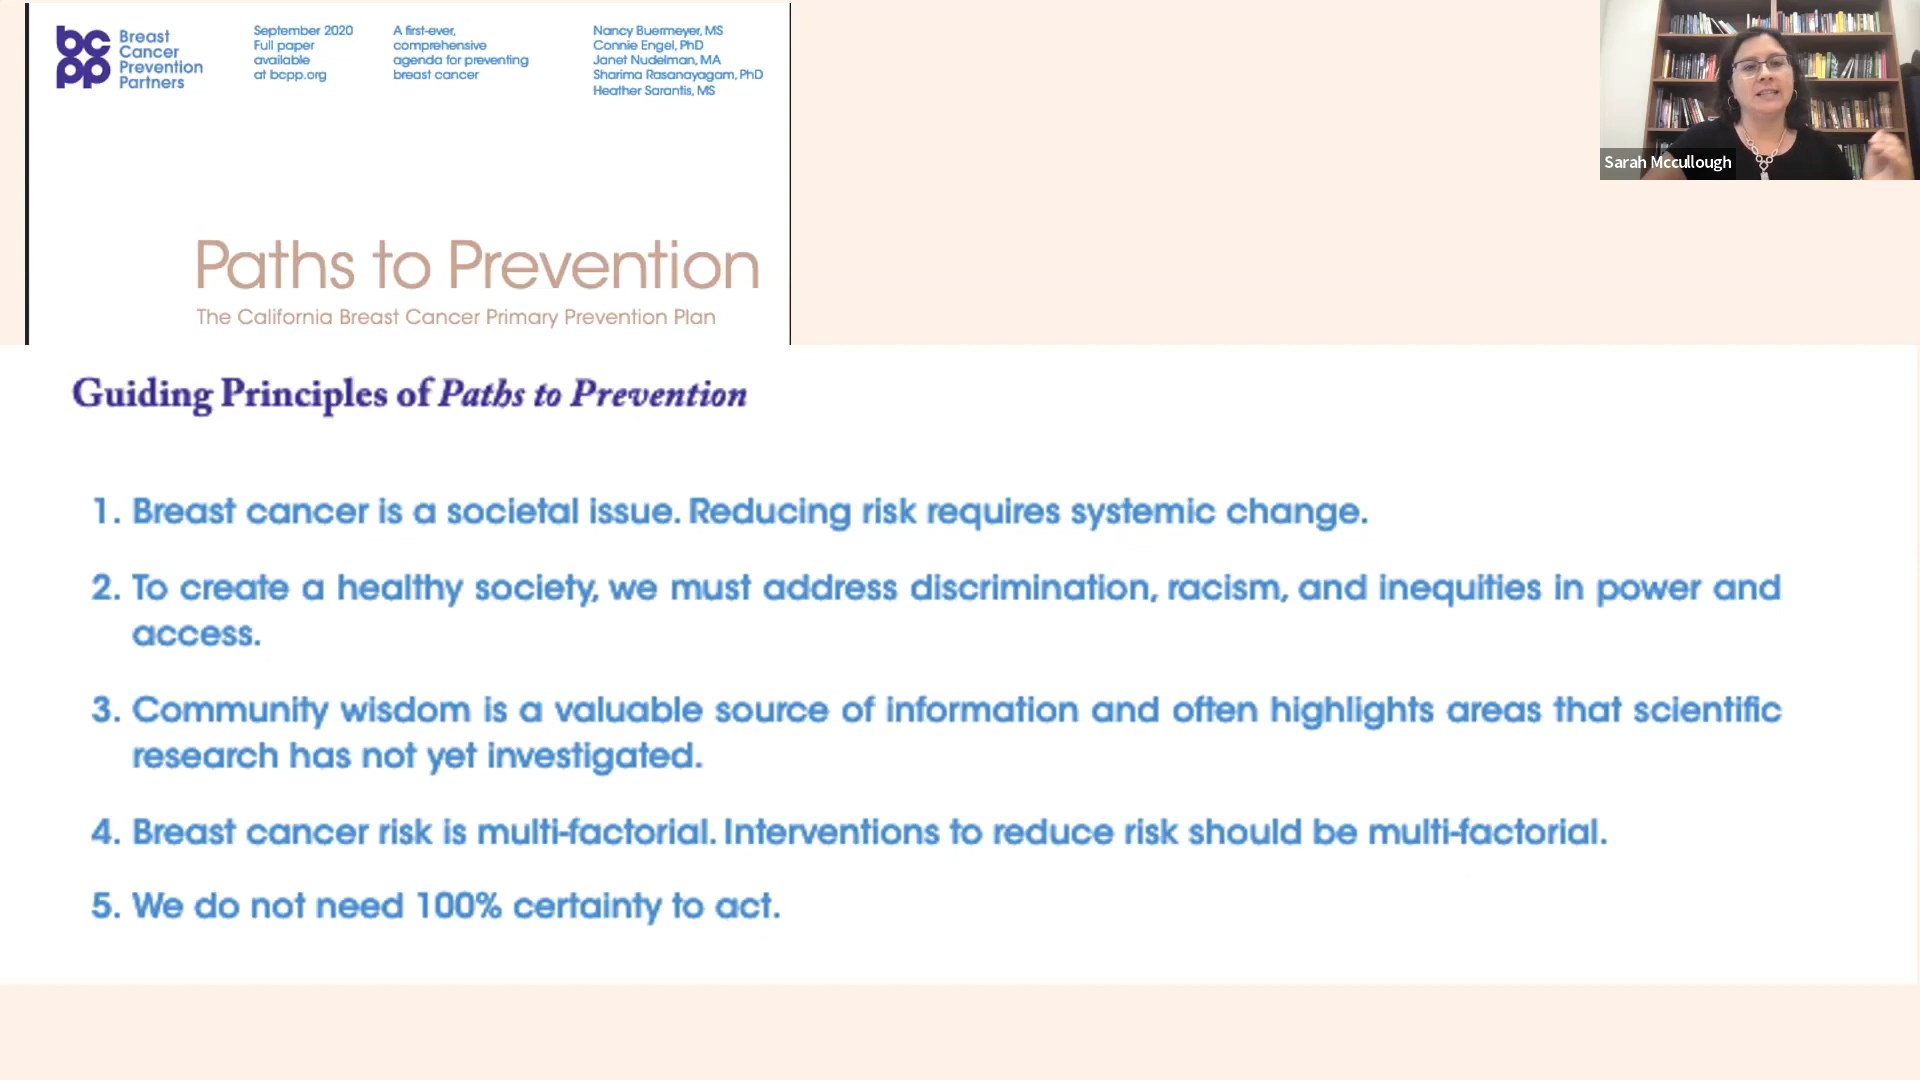 bc
pp
Breast
Cancer
Prevention
Partners
September 2020
Full paper
available
at bcpp.org
A first-ever,
comprehensive
agenda for preventing
breast cancer
Nancy Buermeyer, MS
Connie Engel, PhD
Janet Nudelman, MA
Sharima Rasanayagam, PhD
Heather Sarantis, MS
Sarah Mccullough
Paths to Prevention
The California Breast Cancer Primary Prevention Plan
Guiding Principles of Paths to Prevention
1. Breast cancer is a societal issue. Reducing risk requires systemic change.
2. To create a healthy society, we must address discrimination, racism, and inequities in power and
access.
3. Community wisdom is a valuable source of information and often highlights areas that scientific
research has not yet investigated.
4. Breast cancer risk is multi-factorial. Interventions to reduce risk should be multi-factorial.
5. We do not need 100% certainty to act.